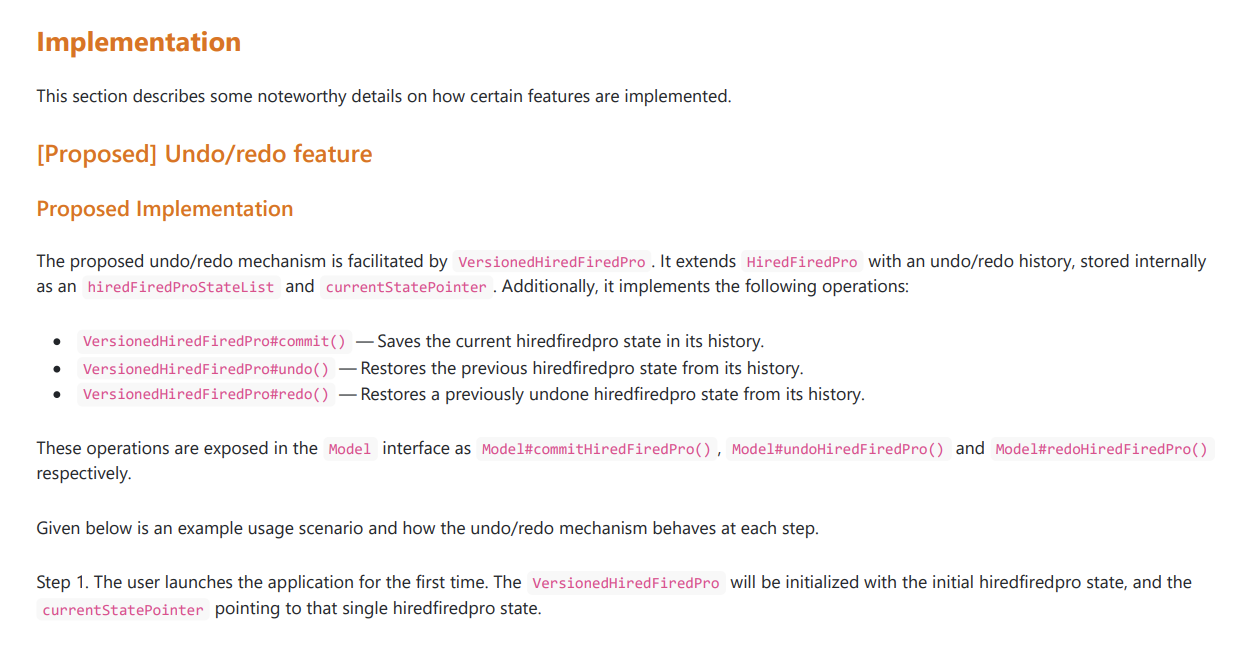 Implementation
This section describes some noteworthy details on how certain features are implemented.
[Proposed] Undo/redo feature
Proposed Implementation
The proposed undo/redo mechanism is facilitated by VersionedHiredFiredPro. It extends HiredFiredPro with an undo/redo history, stored internally
as an hiredFiredProStateList and currentStatePointer. Additionally, it implements the following operations:
• VersionedHiredFiredPro#commit() — Saves the current hiredfiredpro state in its history.
• VersionedHiredFiredPro#undo() — Restores the previous hiredfiredpro state from its history.
• VersionedHiredFiredPro#redo() — Restores a previously undone hiredfiredpro state from its history.
These operations are exposed in the Model interface as Model#commitHiredFiredPro(), Model#undoHiredFiredPro() and Model#redoHiredFiredPro()
respectively.
Given below is an example usage scenario and how the undo/redo mechanism behaves at each step.
Step 1. The user launches the application for the first time. The VersionedHiredFiredPro will be initialized with the initial hiredfiredpro state, and the
currentStatePointer pointing to that single hiredfiredpro state.